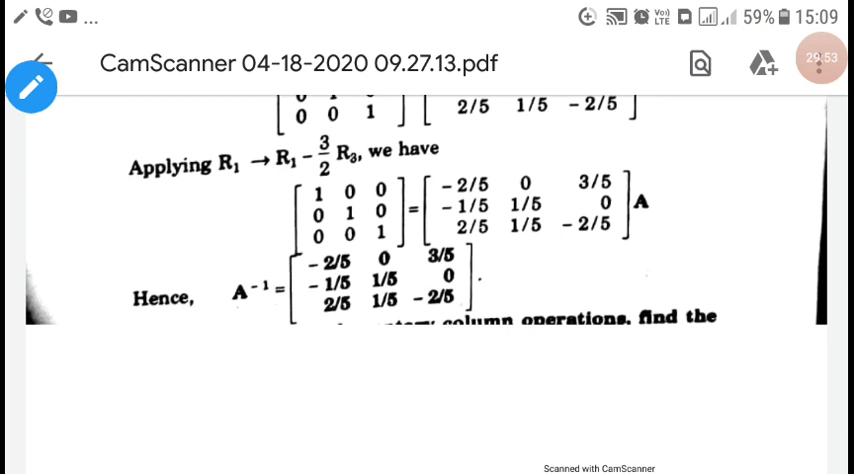 ... Vo)) LTE 59% 15:09
CamScanner 04-18-2020 09.27.13.pdf
29:53
0 0 1 2/5 1/5 - 2/5
Applying R₁ → R₁ - 3/2 R₃, we have
1 0 0 - 2/5 0 3/5
0 1 0 = - 1/5 1/5 0 A
0 0 1 2/5 1/5 - 2/5
- 2/5 0 3/5
Hence, A⁻¹ = - 1/5 1/5 0 .
2/5 1/5 - 2/5
column operations, find the
Scanned with CamScanner